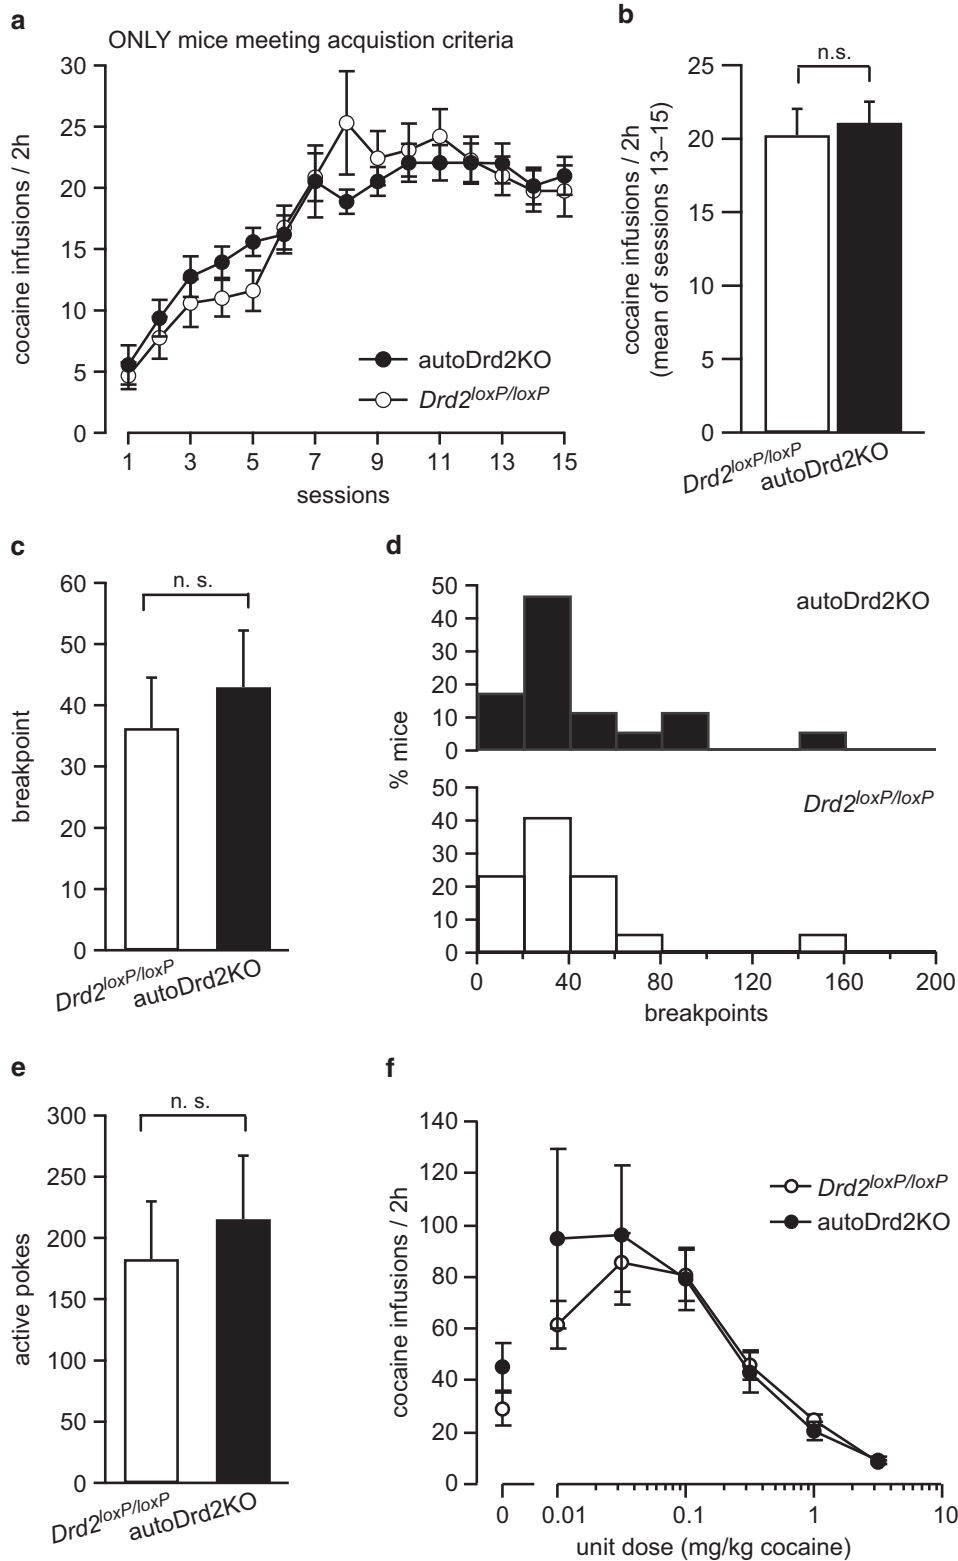 a
ONLY mice meeting acquistion criteria
30
25
20
15
10
5
0
cocaine infusions / 2h
autoDrd2KO
Drd2loxP/loxP
1 3 5 7 9 11 13 15
sessions
b
n.s.
25
20
15
10
5
0
cocaine infusions / 2h
(mean of sessions 13–15)
Drd2loxP/loxP
autoDrd2KO
c
n. s.
60
50
40
30
20
10
0
breakpoint
Drd2loxP/loxP
autoDrd2KO
d
autoDrd2KO
50
40
30
20
10
0
% mice
Drd2loxP/loxP
50
40
30
20
10
0
0 40 80 120 160 200
breakpoints
e
n. s.
300
250
200
150
100
50
0
active pokes
Drd2loxP/loxP
autoDrd2KO
f
140
120
100
80
60
40
20
0
cocaine infusions / 2h
Drd2loxP/loxP
autoDrd2KO
0 0.01 0.1 1 10
unit dose (mg/kg cocaine)